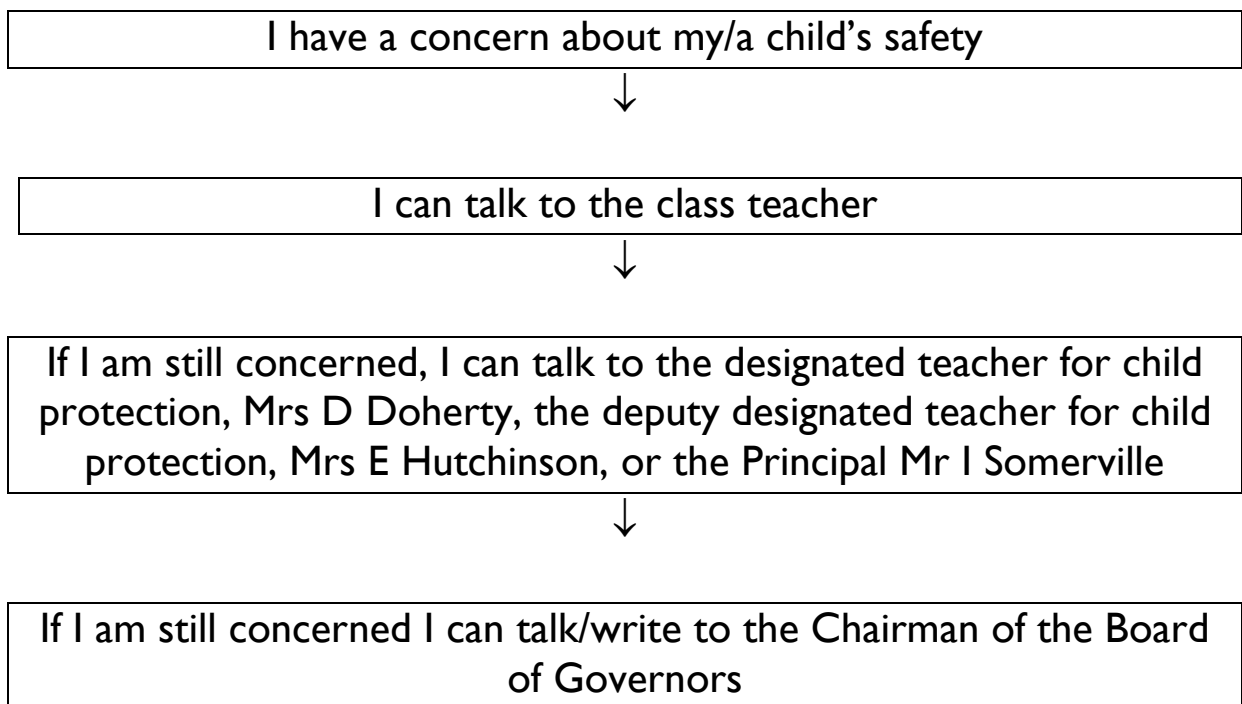 I have a concern about my/a child’s safety
↓
I can talk to the class teacher
↓
If I am still concerned, I can talk to the designated teacher for child
protection, Mrs D Doherty, the deputy designated teacher for child
protection, Mrs E Hutchinson, or the Principal Mr I Somerville
↓
If I am still concerned I can talk/write to the Chairman of the Board
of Governors